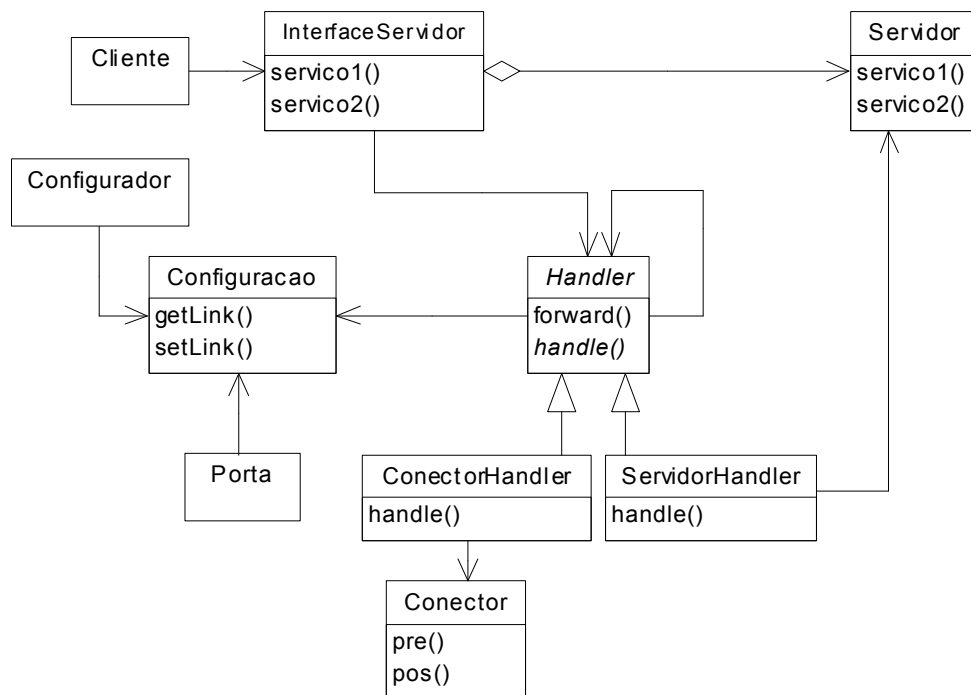 InterfaceServidor
servico1()
servico2()
Servidor
servico1()
servico2()
Cliente
Configurador
Configuracao
getLink()
setLink()
Handler
forward()
handle()
Porta
ConectorHandler
handle()
ServidorHandler
handle()
Conector
pre()
pos()